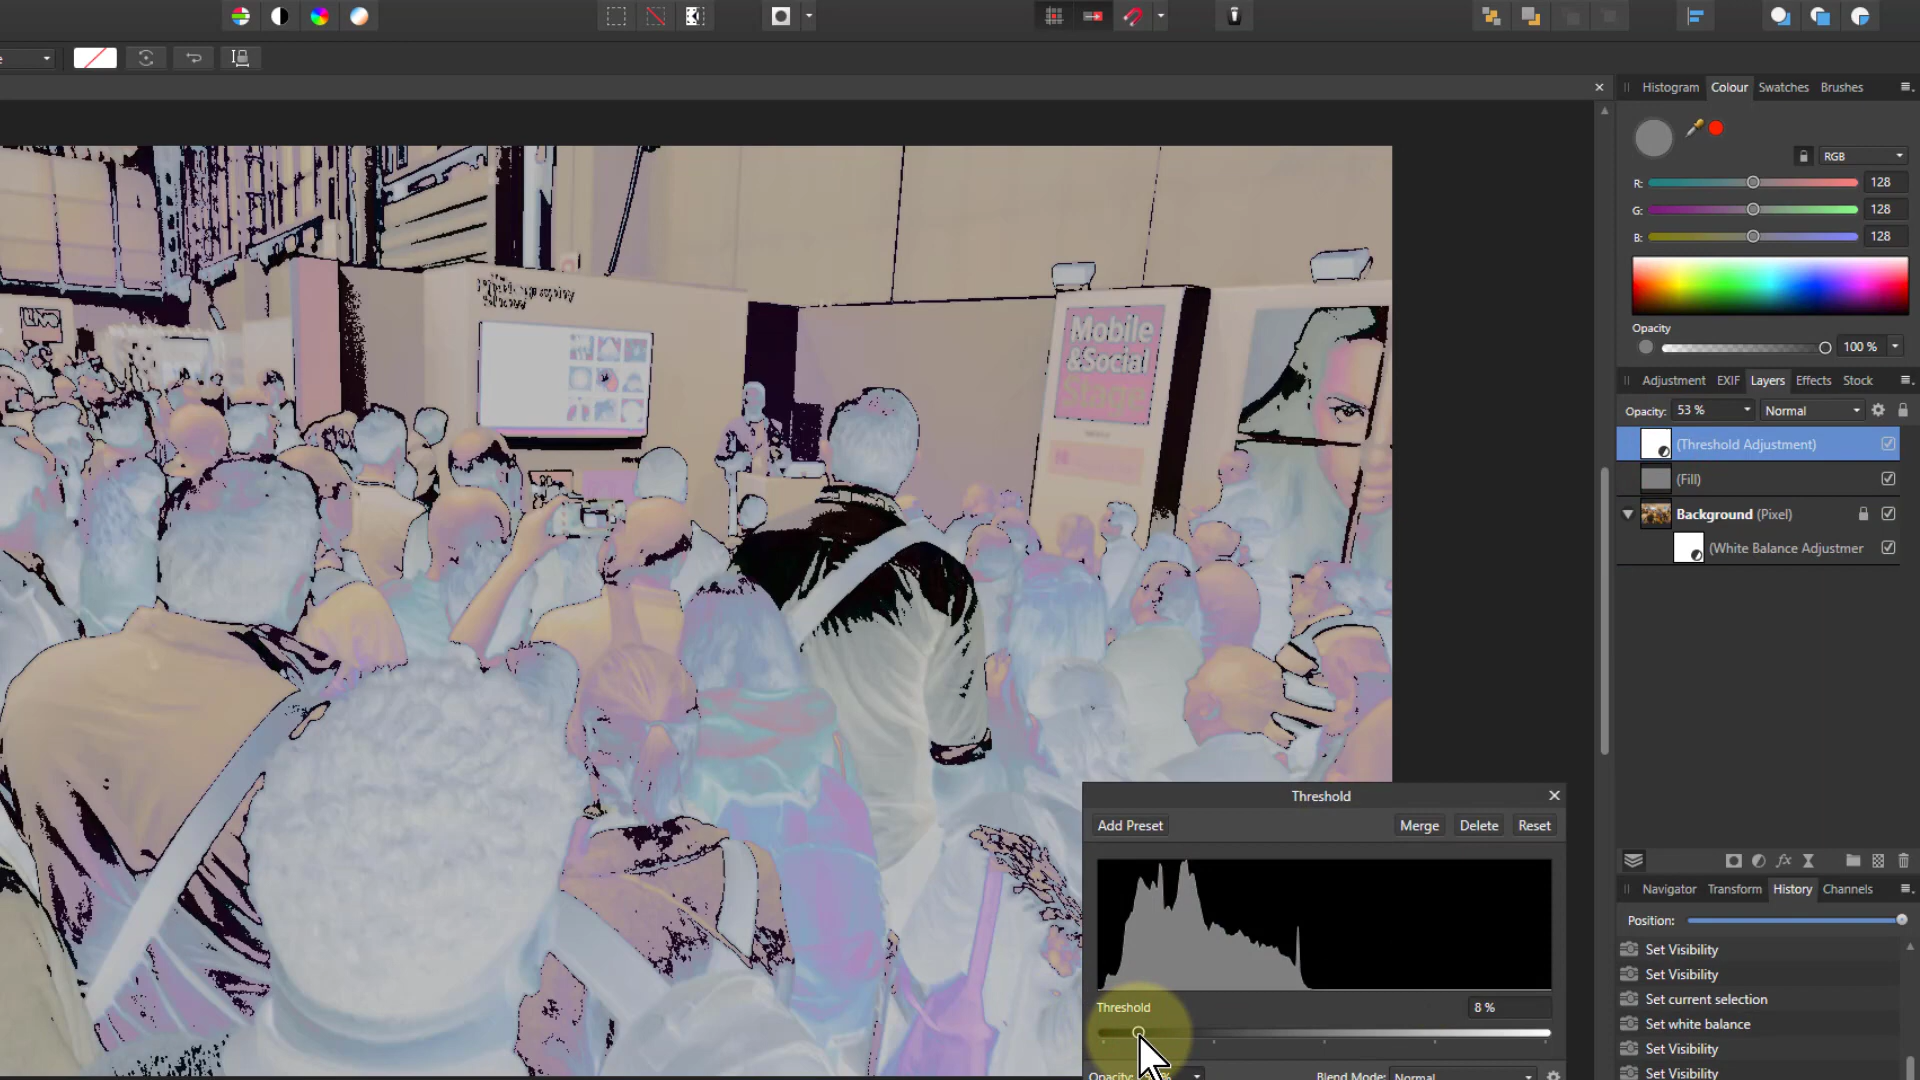 Histogram Colour Swatches Brushes
RGB
R: 128
G: 128
B: 128
Opacity
100 %
Adjustment EXIF Layers Effects Stock
Opacity: 53 % Normal
(Threshold Adjustment)
(Fill)
Background (Pixel)
(White Balance Adjustmer
Mobile
&Social
Stage
LIVE
Threshold
Add Preset Merge Delete Reset
Threshold 8 %
Opacity: % Blend Mode: Normal
Navigator Transform History Channels
Position:
Set Visibility
Set Visibility
Set current selection
Set white balance
Set Visibility
Set Visibility